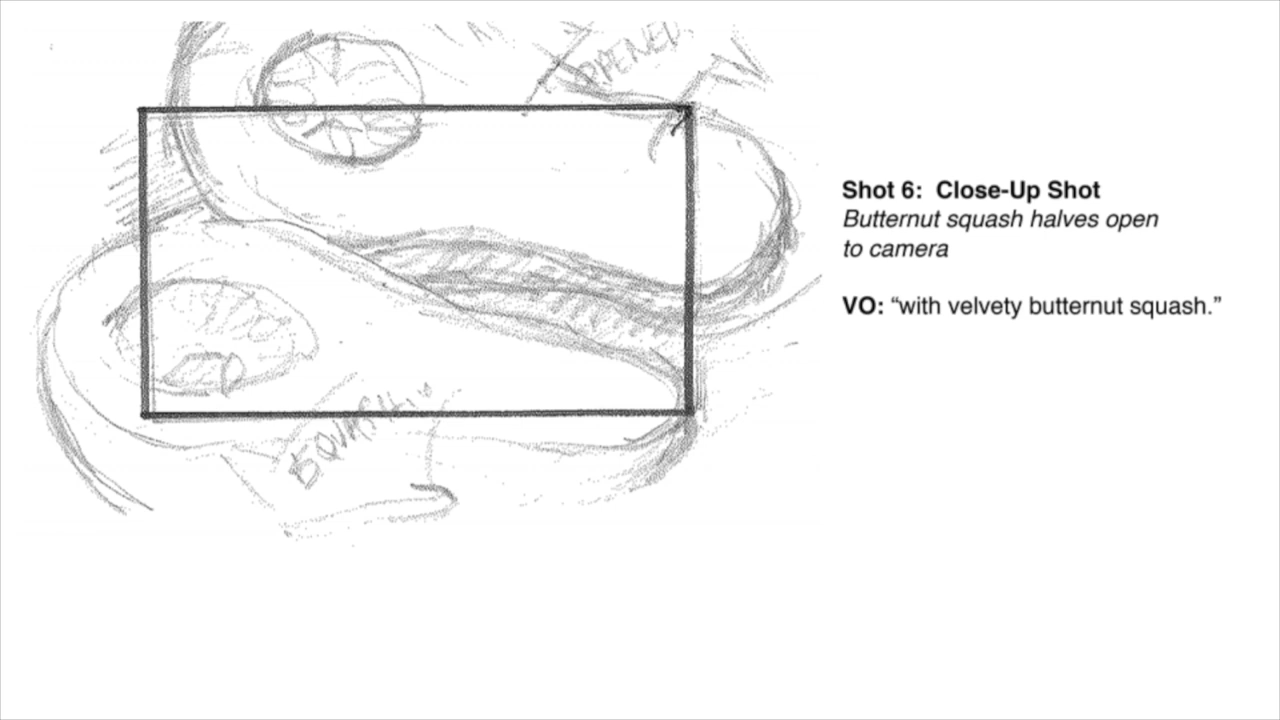 OPENED
Shot 6:  Close-Up Shot
Butternut squash halves open
to camera
VO: “with velvety butternut squash.”
SQUASH